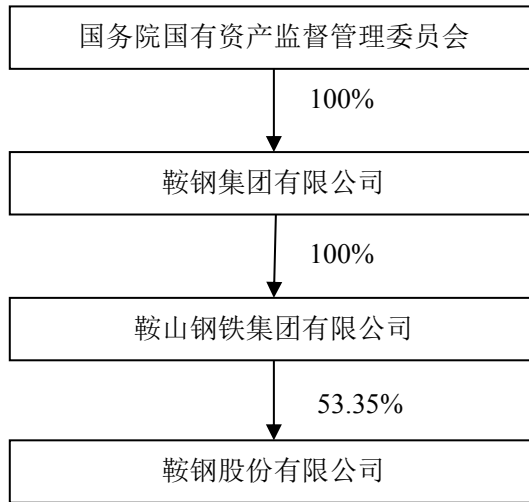 国务院国有资产监督管理委员会
100%
鞍钢集团有限公司
100%
鞍山钢铁集团有限公司
53.35%
鞍钢股份有限公司